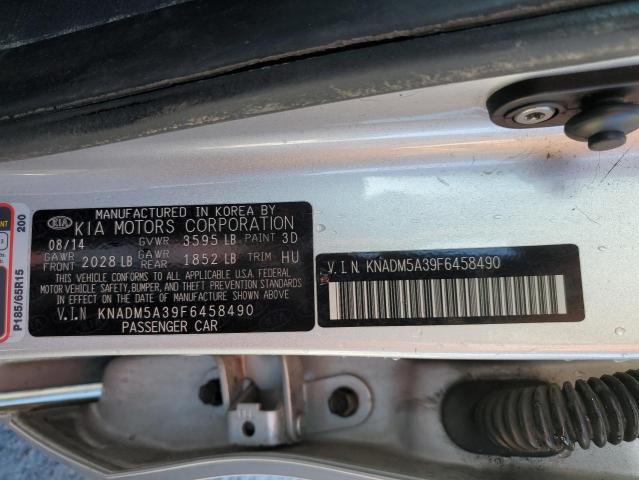 MANUFACTURED IN KOREA BY
KIA KIA MOTORS CORPORATION
08/14 GVWR 3595 LB PAINT 3D
GAWR FRONT 2028 LB GAWR REAR 1852 LB TRIM HU
THIS VEHICLE CONFORMS TO ALL APPLICABLE U.S.A. FEDERAL
MOTOR VEHICLE SAFETY, BUMPER, AND THEFT PREVENTION STANDARDS
IN EFFECT ON THE DATE OF MANUFACTURE SHOWN ABOVE.
V.I.N KNADM5A39F6458490
PASSENGER CAR
V.I.N KNADM5A39F6458490
P185/65R15
200